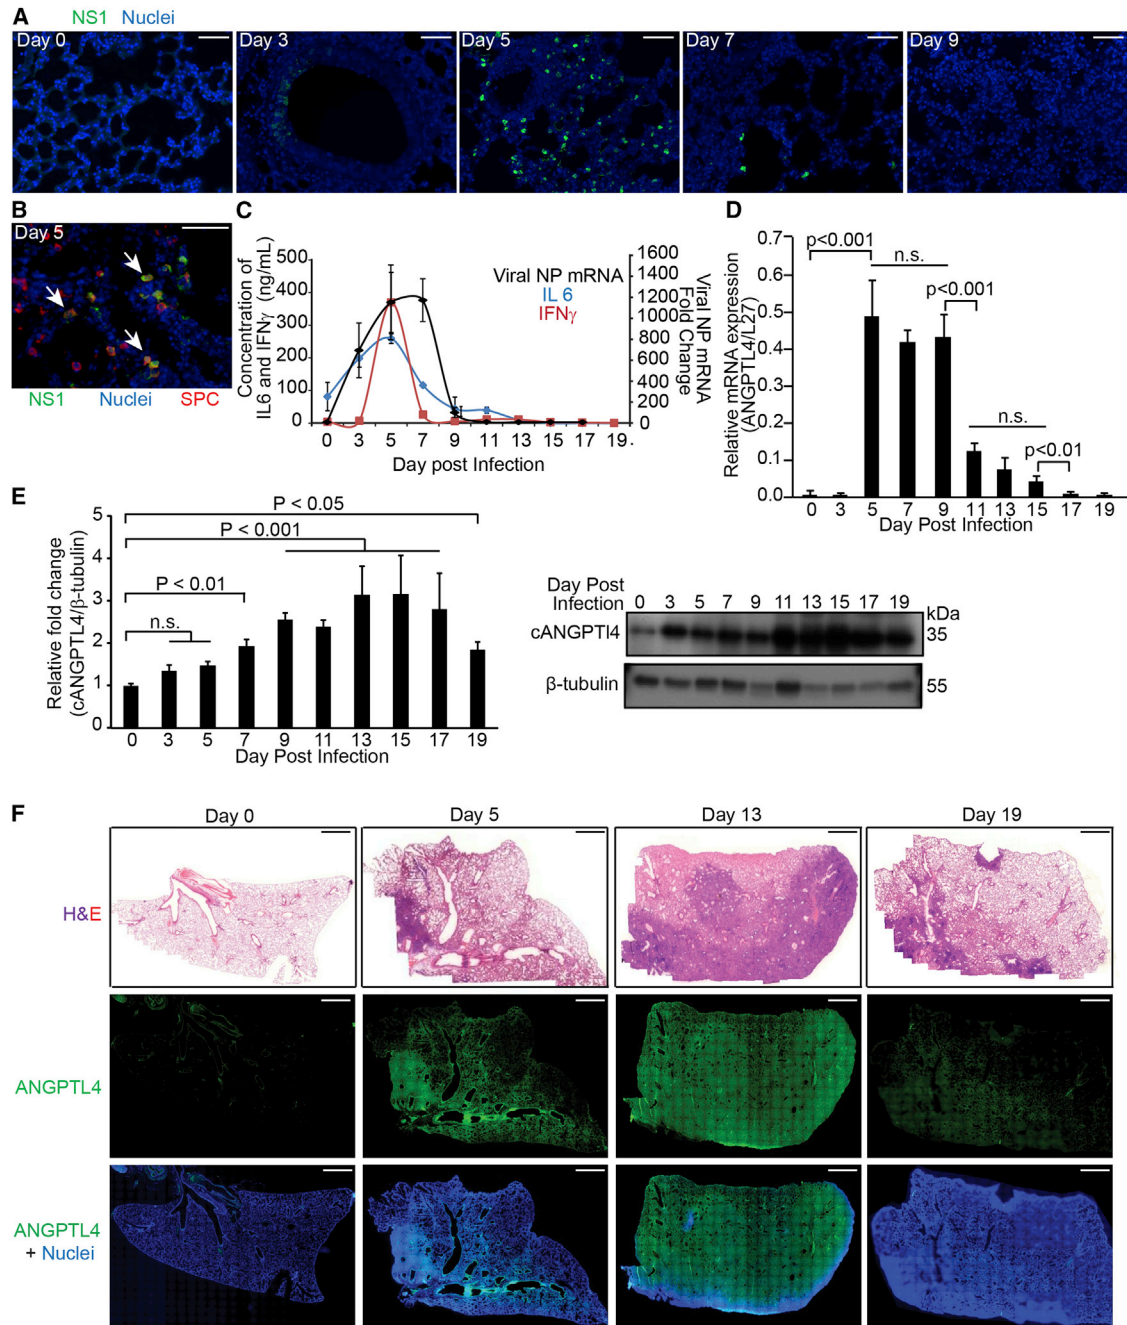 A
NS1 Nuclei
Day 0
Day 3
Day 5
Day 7
Day 9
B
Day 5
NS1 Nuclei SPC
C
Concentration of
IL6 and IFNγ (ng/mL)
500
400
300
200
100
0
Viral NP mRNA
IL 6
IFNγ
1600
1400
1200
1000
800
600
400
200
0
Viral NP mRNA
Fold Change
0 3 5 7 9 11 13 15 17 19.
Day post Infection
D
Relative mRNA expression
(ANGPTL4/L27)
0.7
0.6
0.5
0.4
0.3
0.2
0.1
0.0
p<0.001
n.s.
p<0.001
n.s.
p<0.01
0 3 5 7 9 11 13 15 17 19
Day Post Infection
E
Relative fold change
(cANGPTL4/β-tubulin)
5
4
3
2
1
0
P < 0.05
P < 0.001
P < 0.01
n.s.
0 3 5 7 9 11 13 15 17 19
Day Post Infection
Day Post
Infection
0 3 5 7 9 11 13 15 17 19
kDa
cANGPTl4
35
β-tubulin
55
F
Day 0
Day 5
Day 13
Day 19
H&E
ANGPTL4
ANGPTL4
+ Nuclei